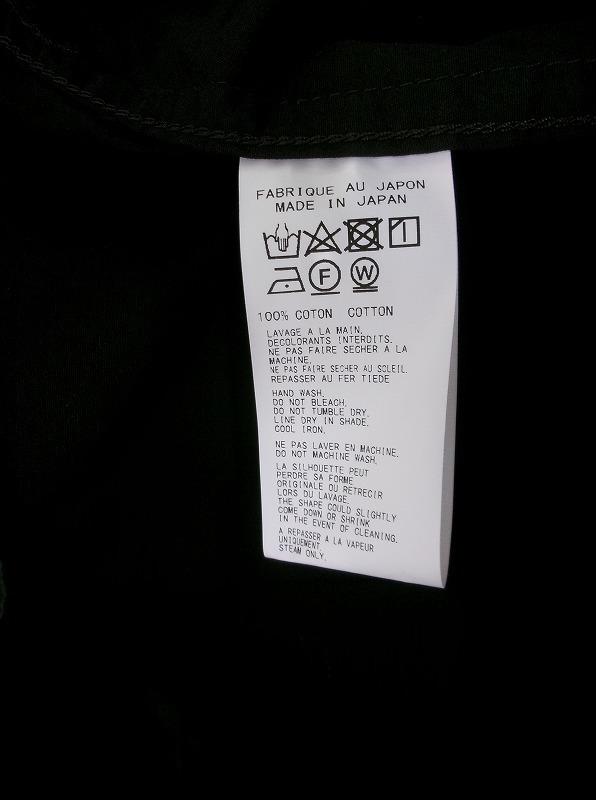 FABRIQUE AU JAPON
MADE IN JAPAN
F W
100% COTON COTTON
LAVAGE A LA MAIN.
DECOLORANTS INTERDITS.
NE PAS FAIRE SECHER A LA
MACHINE.
NE PAS FAIRE SECHER AU SOLEIL.
REPASSER AU FER TIEDE
HAND WASH.
DO NOT BLEACH.
DO NOT TUMBLE DRY.
LINE DRY IN SHADE.
COOL IRON.
NE PAS LAVER EN MACHINE.
DO NOT MACHINE WASH.
LA SILHOUETTE PEUT
PERDRE SA FORME
ORIGINALE OU RETRECIR
LORS DU LAVAGE.
THE SHAPE COULD SLIGHTLY
COME DOWN OR SHRINK
IN THE EVENT OF CLEANING.
A REPASSER A LA VAPEUR
UNIQUEMENT
STEAM ONLY.